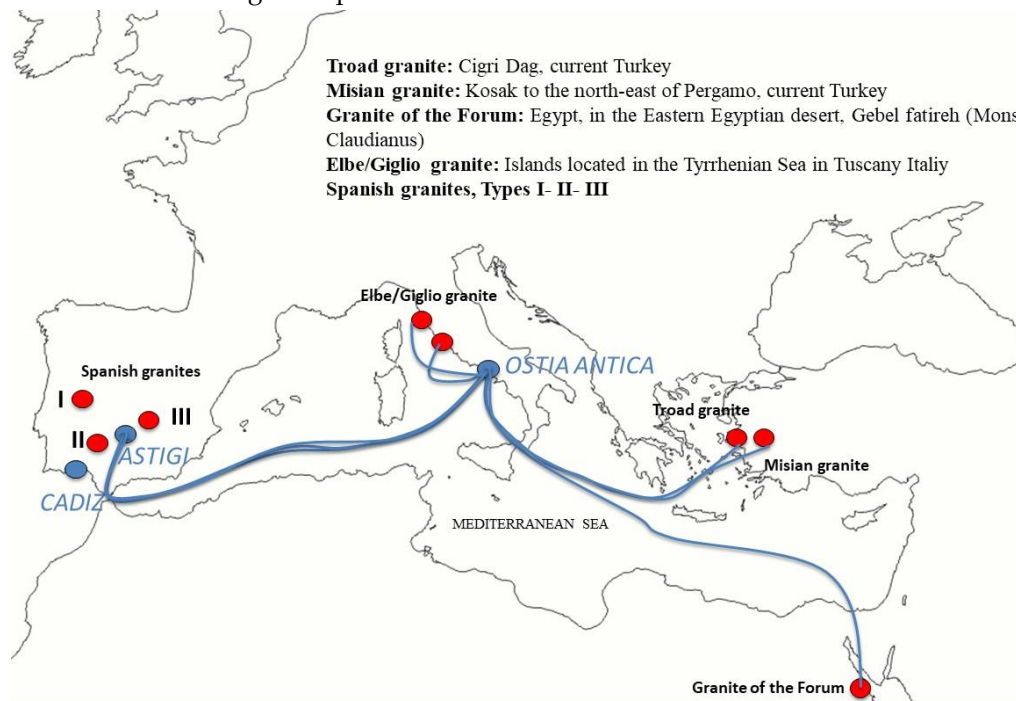 Troad granite: Cigri Dag, current Turkey
Misian granite: Kosak to the north-east of Pergamo, current Turkey
Granite of the Forum: Egypt, in the Eastern Egyptian desert, Gebel fatireh (Mons
Claudianus)
Elbe/Giglio granite: Islands located in the Tyrrhenian Sea in Tuscany Italiy
Spanish granites, Types I- II- III
Elbe/Giglio granite
OSTIA ANTICA
Spanish granites
I
III
II
ASTIGI
CADIZ
Troad granite
Misian granite
MEDITERRANEAN SEA
Granite of the Forum